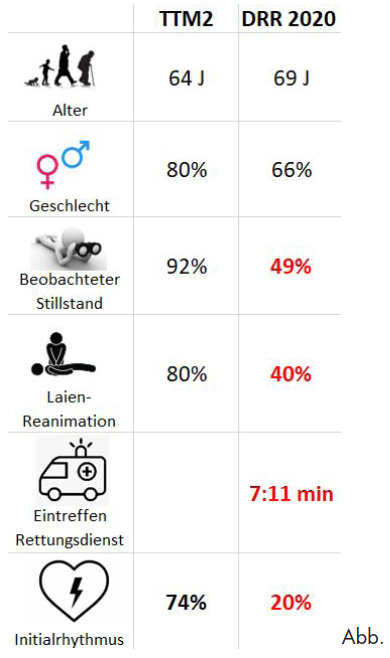 TTM2 DRR 2020
64 J 69 J
Alter
80% 66%
Geschlecht
92% 49%
Beobachteter
Stillstand
80% 40%
Laien-
Reanimation
7:11 min
Eintreffen
Rettungsdienst
74% 20%
Initialrhythmus
Abb.